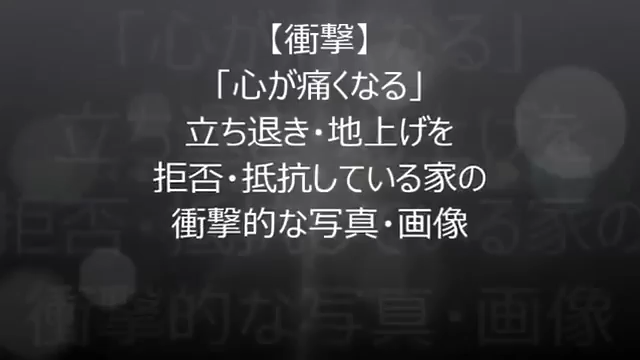 【衝撃】
「心が痛くなる」
立ち退き・地上げを
拒否・抵抗している家の
衝撃的な写真・画像